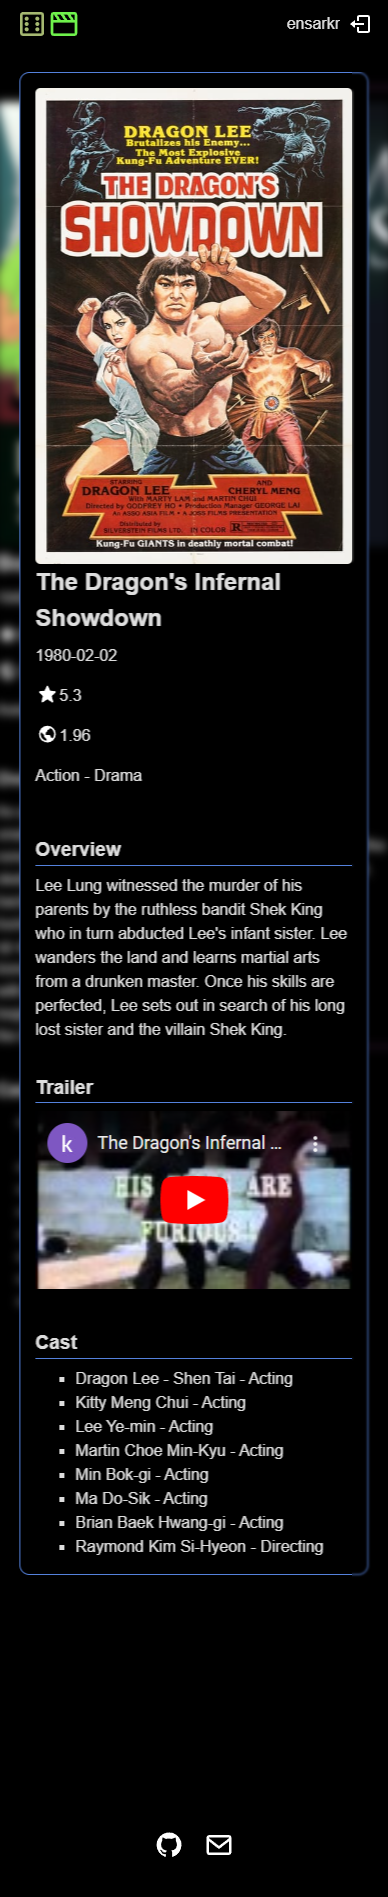 ensarkr
DRAGON LEE
Brutalizes his Enemy...
The Most Explosive
Kung-Fu Adventure EVER!
THE DRAGON'S
SHOWDOWN
STARRING
DRAGON LEE
AND
CHERYL MENG
With MARTY LAM and MARTIN CHUI
Directed by GODFREY HO • Production Manager GEORGE LAI
An ASSO ASIA FILM • A JOSS FILMS PRESENTATION
Distributed by
SILVERSTEIN FILMS LTD. IN COLOR R
Kung-Fu GIANTS in deathly mortal combat!
The Dragon's Infernal
Showdown
1980-02-02
5.3
1.96
Action - Drama
Overview
Lee Lung witnessed the murder of his
parents by the ruthless bandit Shek King
who in turn abducted Lee's infant sister. Lee
wanders the land and learns martial arts
from a drunken master. Once his skills are
perfected, Lee sets out in search of his long
lost sister and the villain Shek King.
Trailer
k The Dragon's Infernal ...
HIS ARE
FURIOUS!!
Cast
Dragon Lee - Shen Tai - Acting
Kitty Meng Chui - Acting
Lee Ye-min - Acting
Martin Choe Min-Kyu - Acting
Min Bok-gi - Acting
Ma Do-Sik - Acting
Brian Baek Hwang-gi - Acting
Raymond Kim Si-Hyeon - Directing